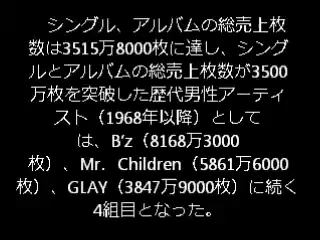 シングル、アルバムの総売上枚
数は3515万8000枚に達し、シング
ルとアルバムの総売上枚数が3500
万枚を突破した歴代男性アーティ
スト（1968年以降）として
は、B’z（8168万3000
枚）、Mr．Children（5861万6000
枚）、GLAY（3847万9000枚）に続く
4組目となった。